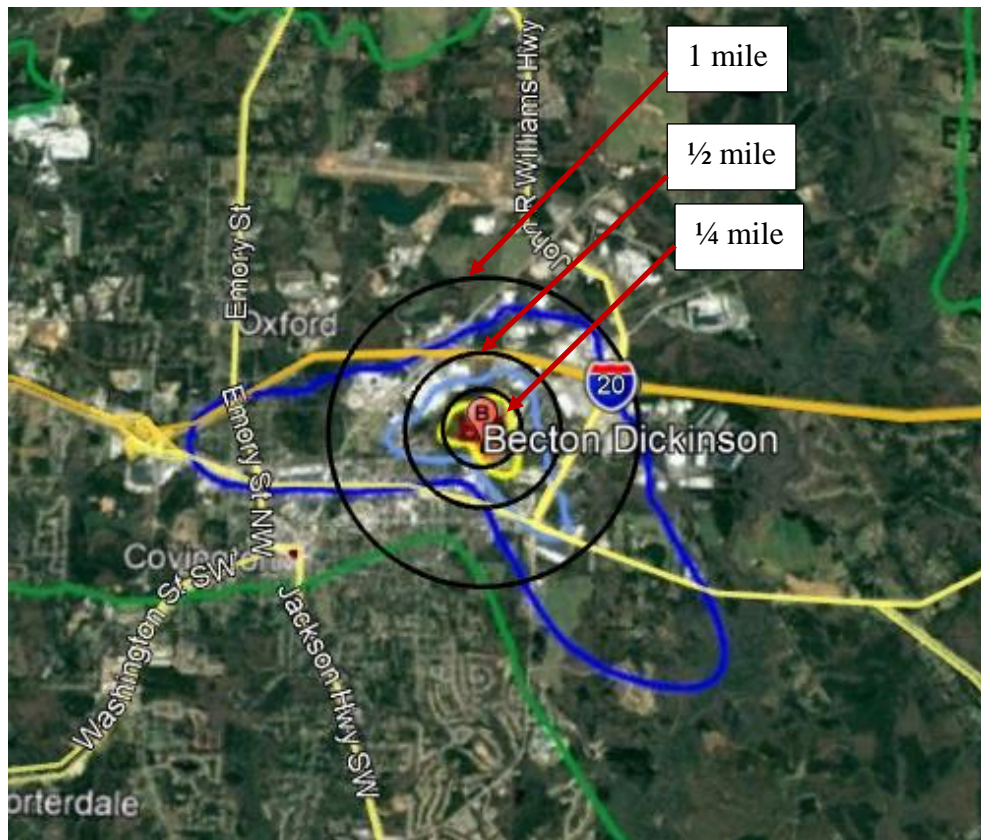 1 mile
½ mile
¼ mile
John R Williams Hwy
Emory St
Oxford
20
B
Becton Dickinson
Emory St NW
Covington
Washington St SW
Jackson Hwy SW
orterdale